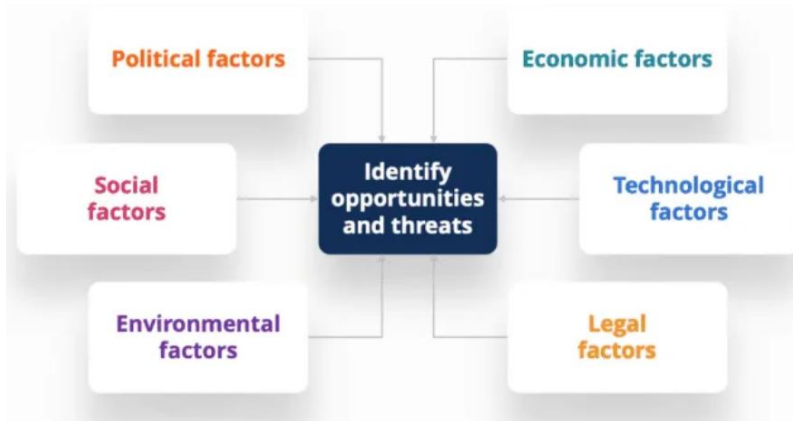 Political factors
Economic factors
Social
factors
Identify
opportunities
and threats
Technological
factors
Environmental
factors
Legal
factors